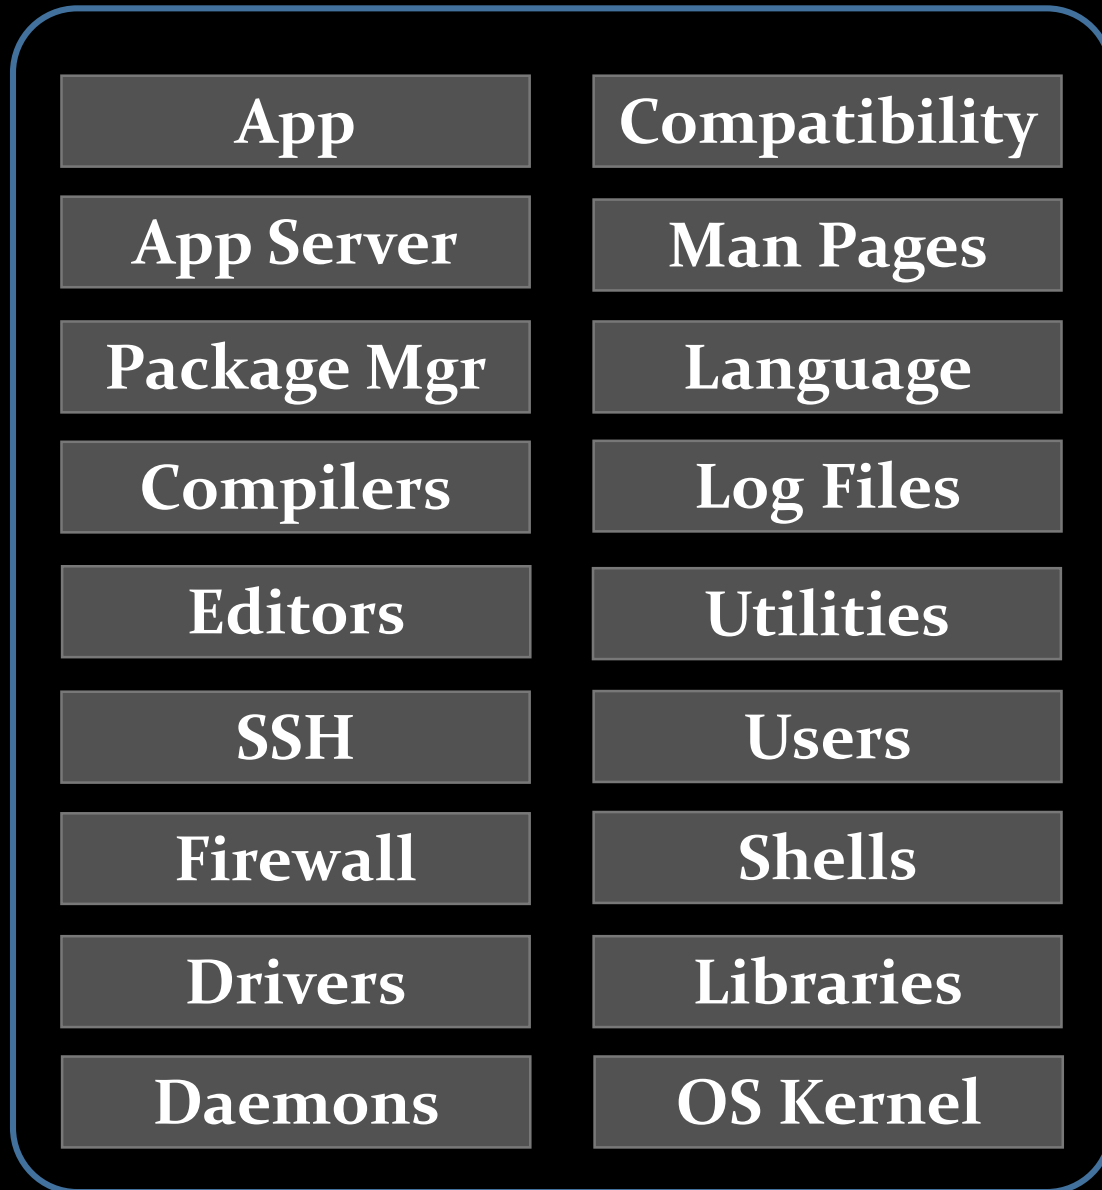 App
App Server
Package Mgr
Compilers
Editors
SSH
Firewall
Drivers
Daemons
Compatibility
Man Pages
Language
Log Files
Utilities
Users
Shells
Libraries
OS Kernel